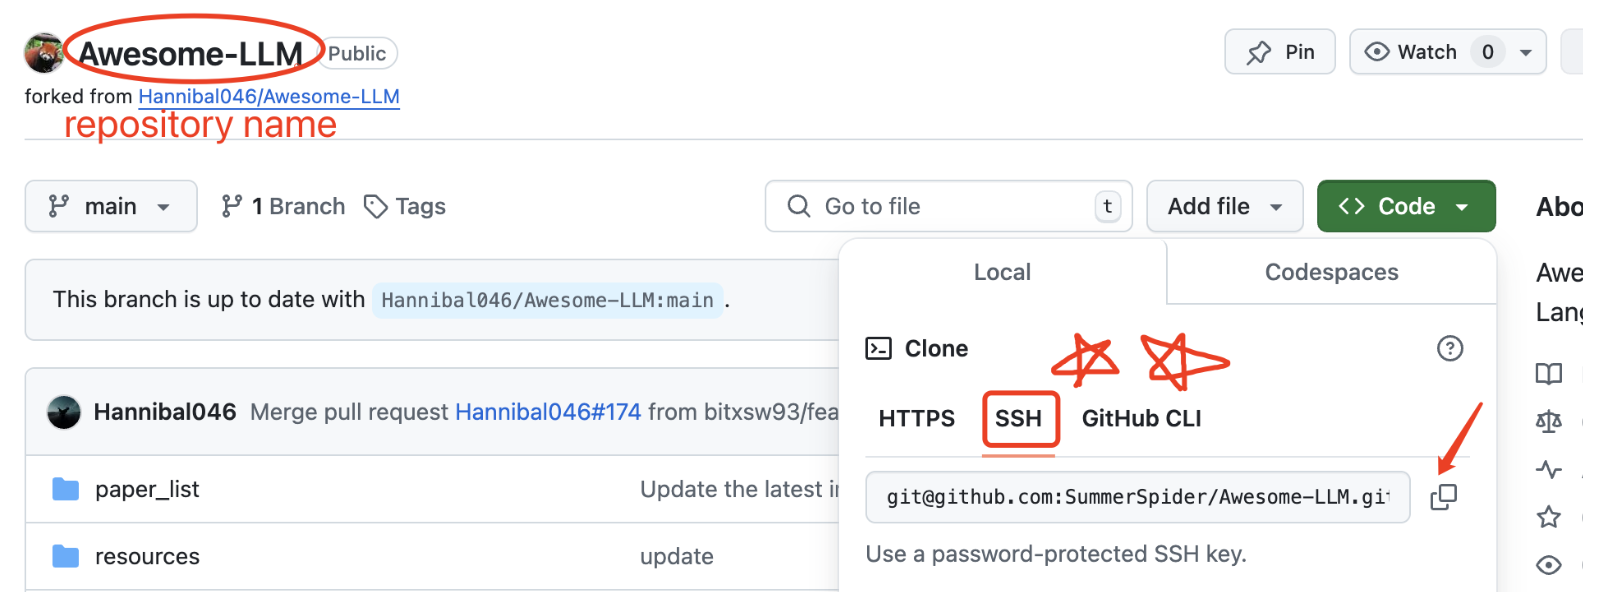 Awesome-LLM Public
Pin
Watch 0
forked from Hannibal046/Awesome-LLM
repository name
main
1 Branch
Tags
Go to file t
Add file
Code
Abo
This branch is up to date with Hannibal046/Awesome-LLM:main.
Local
Codespaces
Awe
Lang
Clone
Hannibal046 Merge pull request Hannibal046#174 from bitxsw93/fea
HTTPS
SSH
GitHub CLI
paper_list
Update the latest in
git@github.com:SummerSpider/Awesome-LLM.git
resources
update
Use a password-protected SSH key.